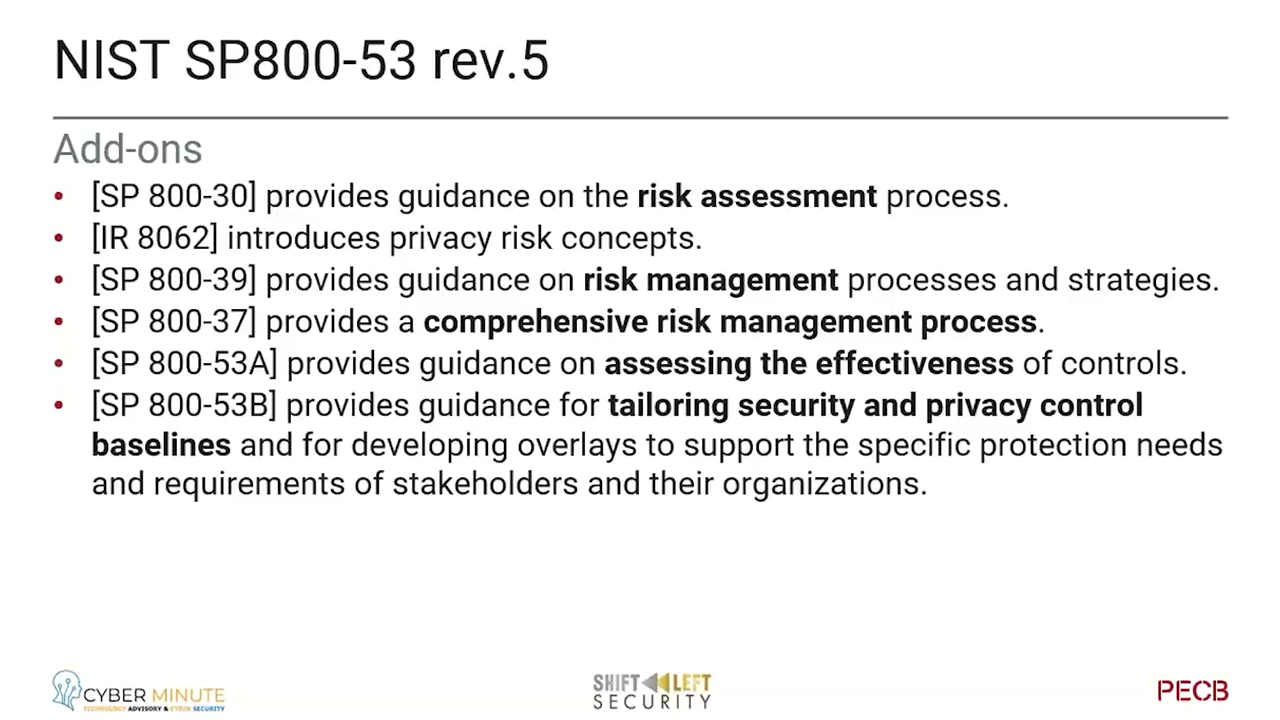 NIST SP800-53 rev.5
Add-ons
• [SP 800-30] provides guidance on the risk assessment process.
• [IR 8062] introduces privacy risk concepts.
• [SP 800-39] provides guidance on risk management processes and strategies.
• [SP 800-37] provides a comprehensive risk management process.
• [SP 800-53A] provides guidance on assessing the effectiveness of controls.
• [SP 800-53B] provides guidance for tailoring security and privacy control
baselines and for developing overlays to support the specific protection needs
and requirements of stakeholders and their organizations.
CYBER MINUTE
TECHNOLOGY ADVISORY & CYBER SECURITY
SHIFT LEFT
SECURITY
PECB